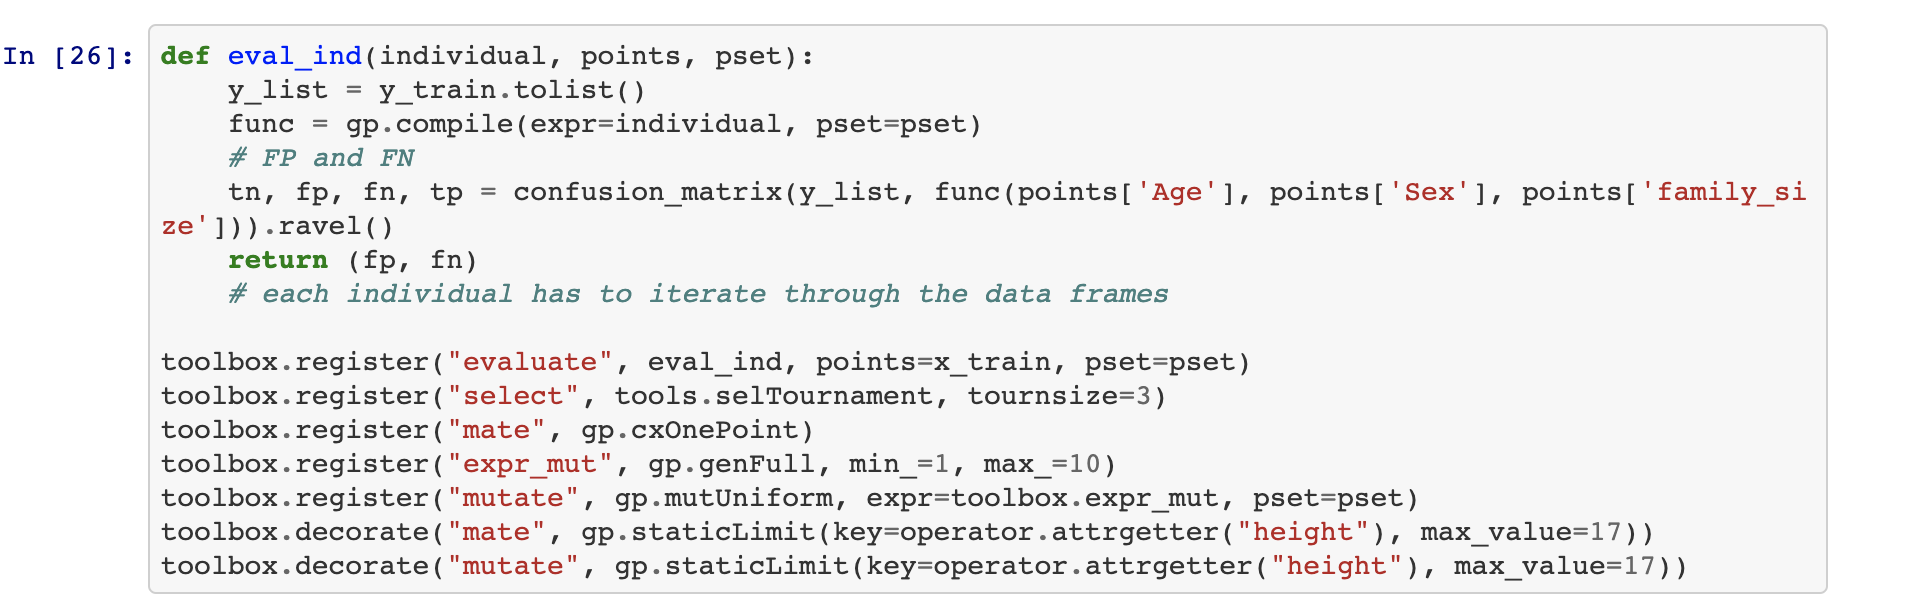 In [26]: def eval_ind(individual, points, pset):
    y_list = y_train.tolist()
    func = gp.compile(expr=individual, pset=pset)
    # FP and FN
    tn, fp, fn, tp = confusion_matrix(y_list, func(points['Age'], points['Sex'], points['family_si
ze'])).ravel()
    return (fp, fn)
    # each individual has to iterate through the data frames

toolbox.register("evaluate", eval_ind, points=x_train, pset=pset)
toolbox.register("select", tools.selTournament, tournsize=3)
toolbox.register("mate", gp.cxOnePoint)
toolbox.register("expr_mut", gp.genFull, min_=1, max_=10)
toolbox.register("mutate", gp.mutUniform, expr=toolbox.expr_mut, pset=pset)
toolbox.decorate("mate", gp.staticLimit(key=operator.attrgetter("height"), max_value=17))
toolbox.decorate("mutate", gp.staticLimit(key=operator.attrgetter("height"), max_value=17))